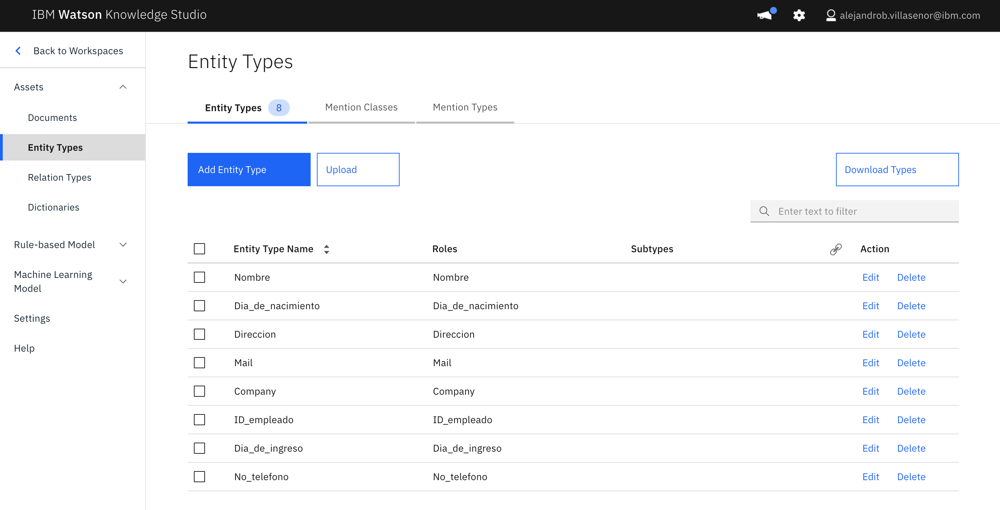 IBM Watson Knowledge Studio
alejandrob.villasenor@ibm.com
Back to Workspaces
Assets
Documents
Entity Types
Relation Types
Dictionaries
Rule-based Model
Machine Learning
Model
Settings
Help
Entity Types
Entity Types 8 Mention Classes Mention Types
Add Entity Type Upload Download Types
Enter text to filter
Entity Type Name Roles Subtypes Action
Nombre Nombre Edit Delete
Dia_de_nacimiento Dia_de_nacimiento Edit Delete
Direccion Direccion Edit Delete
Mail Mail Edit Delete
Company Company Edit Delete
ID_empleado ID_empleado Edit Delete
Dia_de_ingreso Dia_de_ingreso Edit Delete
No_telefono No_telefono Edit Delete